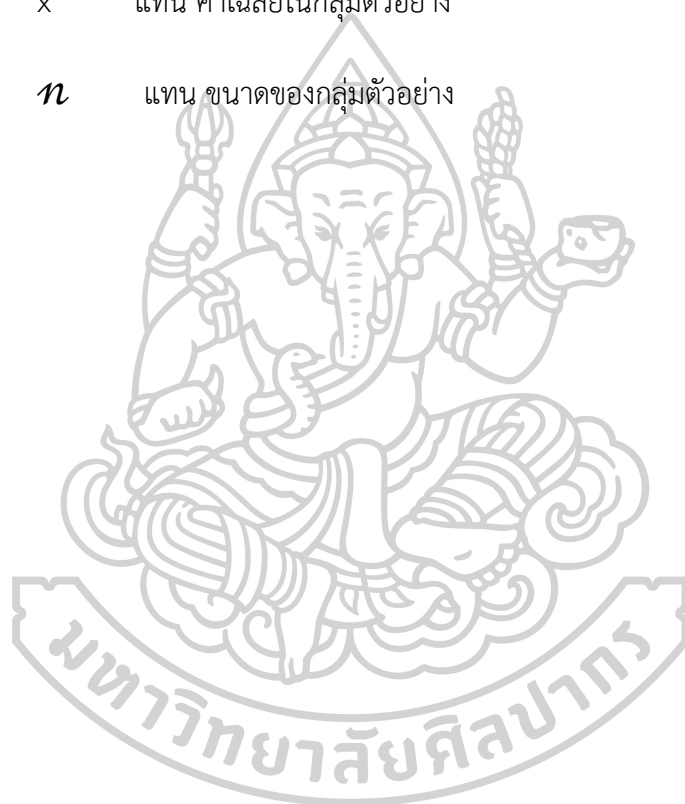 x แทน ค่าเฉลี่ยในกลุ่มตัวอย่าง
n แทน ขนาดของกลุ่มตัวอย่าง
มหาวิทยาลัยศิลปากร